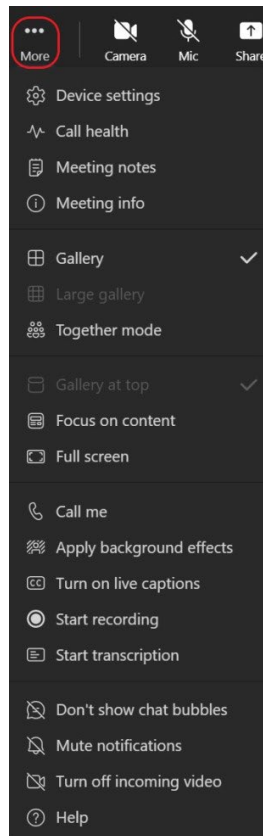 More Camera Mic Share
Device settings
Call health
Meeting notes
Meeting info
Gallery
Large gallery
Together mode
Gallery at top
Focus on content
Full screen
Call me
Apply background effects
CC Turn on live captions
Start recording
Start transcription
Don't show chat bubbles
Mute notifications
Turn off incoming video
Help